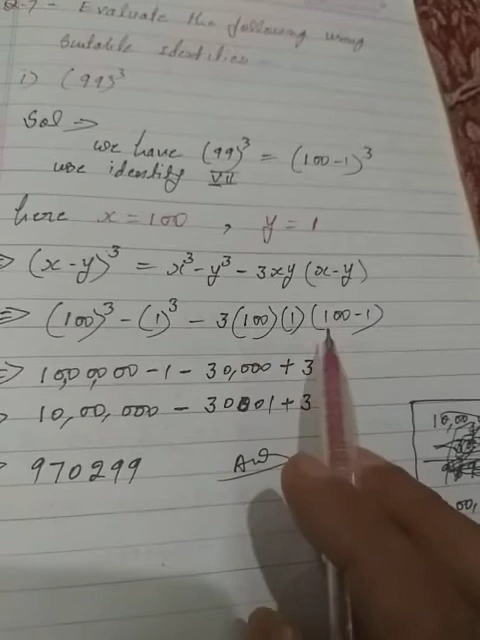 Q.7- Evaluate the following using
Suitable Identities
i) (99)³
Sol ⇒
we have (99)³ = (100-1)³
use identity VII
here x = 100 , y = 1
⇒ (x-y)³ = x³-y³-3xy(x-y)
⇒ (100)³-(1)³-3(100)(1)(100-1)
⇒ 10,00,000-1-30,000+3
10,00,000-30001+3
970299 Ans